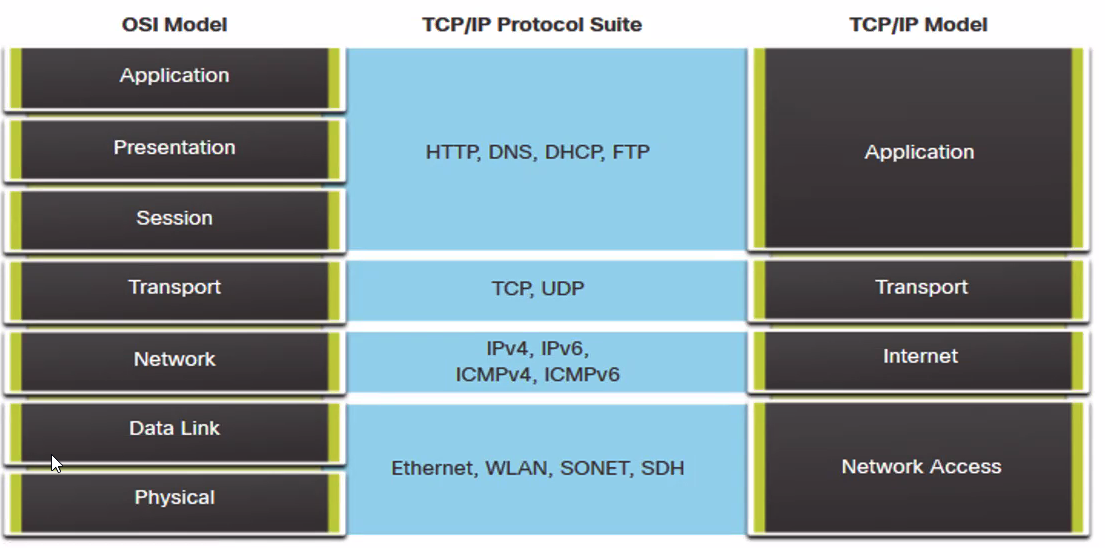 OSI Model
TCP/IP Protocol Suite
TCP/IP Model
Application
Presentation
Session
Transport
Network
Data Link
Physical
HTTP, DNS, DHCP, FTP
TCP, UDP
IPv4, IPv6,
ICMPv4, ICMPv6
Ethernet, WLAN, SONET, SDH
Application
Transport
Internet
Network Access